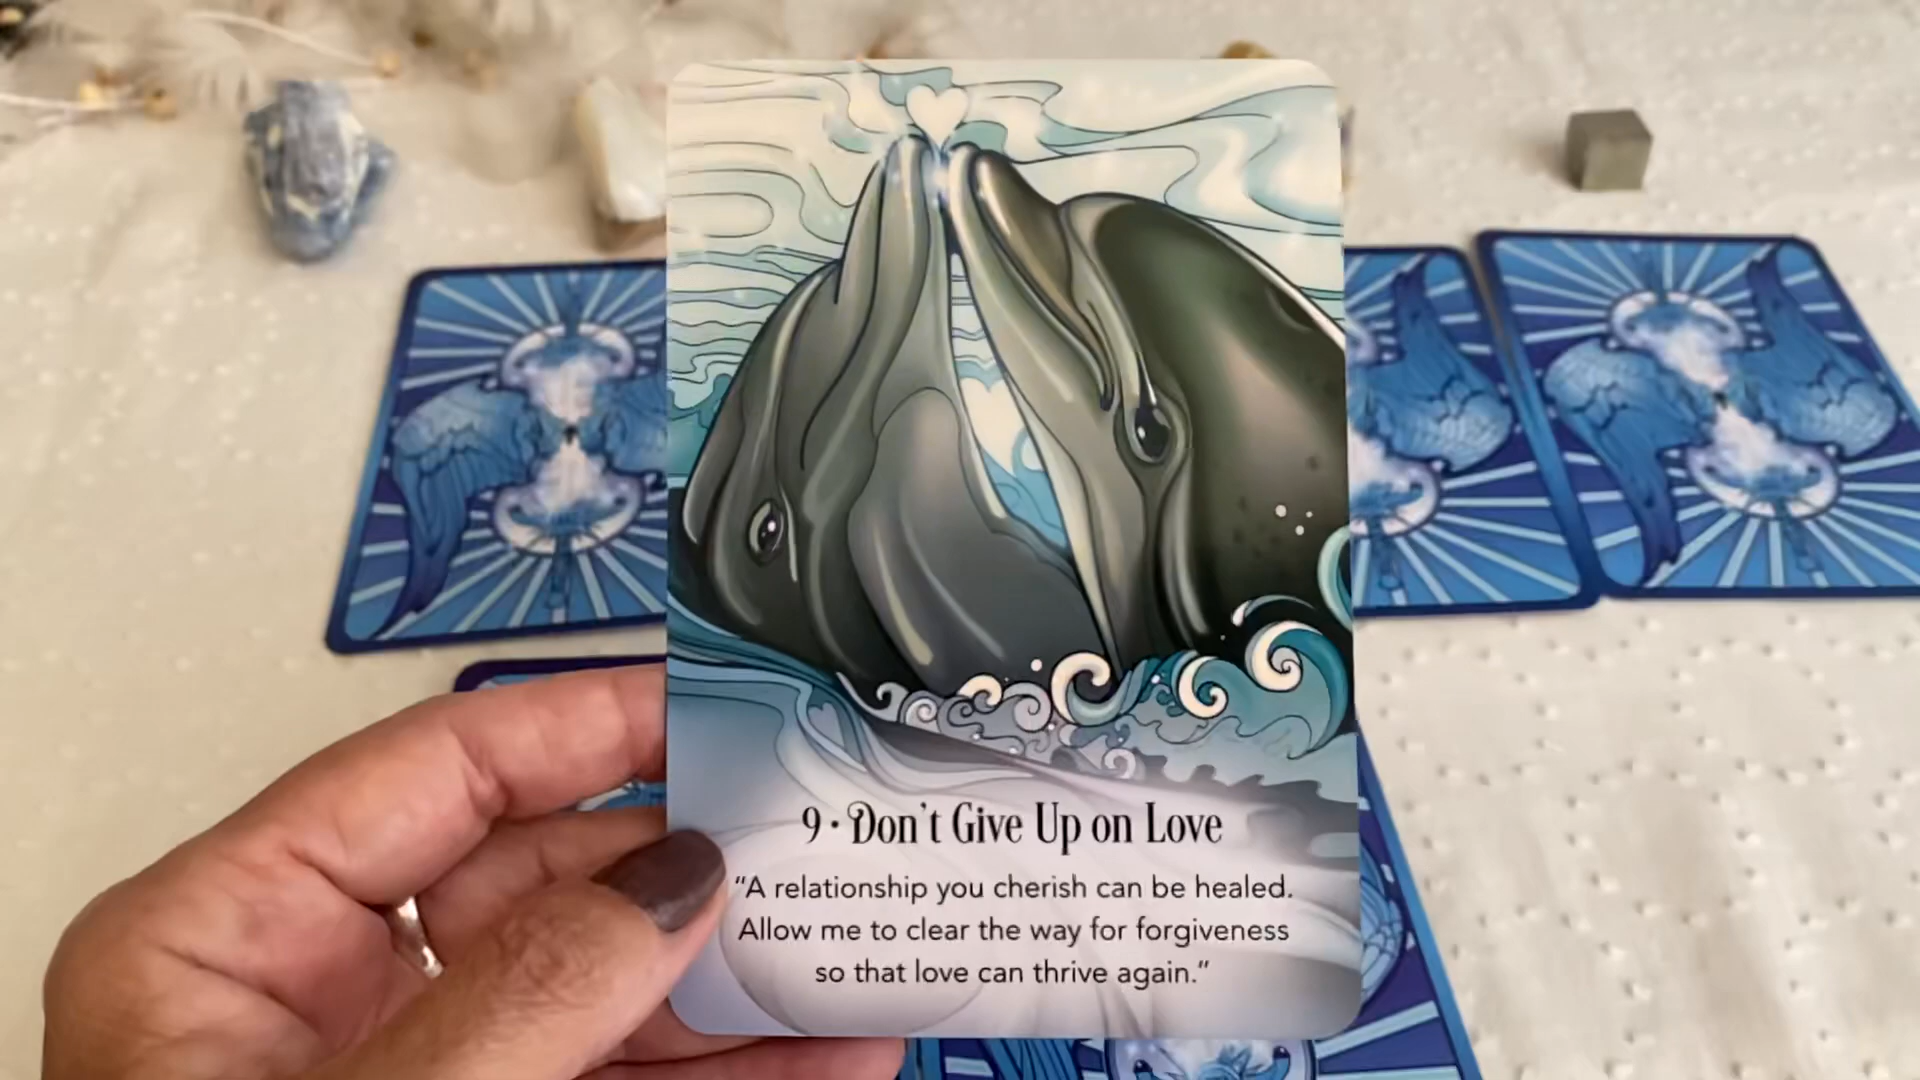 9 · Don't Give Up on Love
"A relationship you cherish can be healed.
Allow me to clear the way for forgiveness
so that love can thrive again."